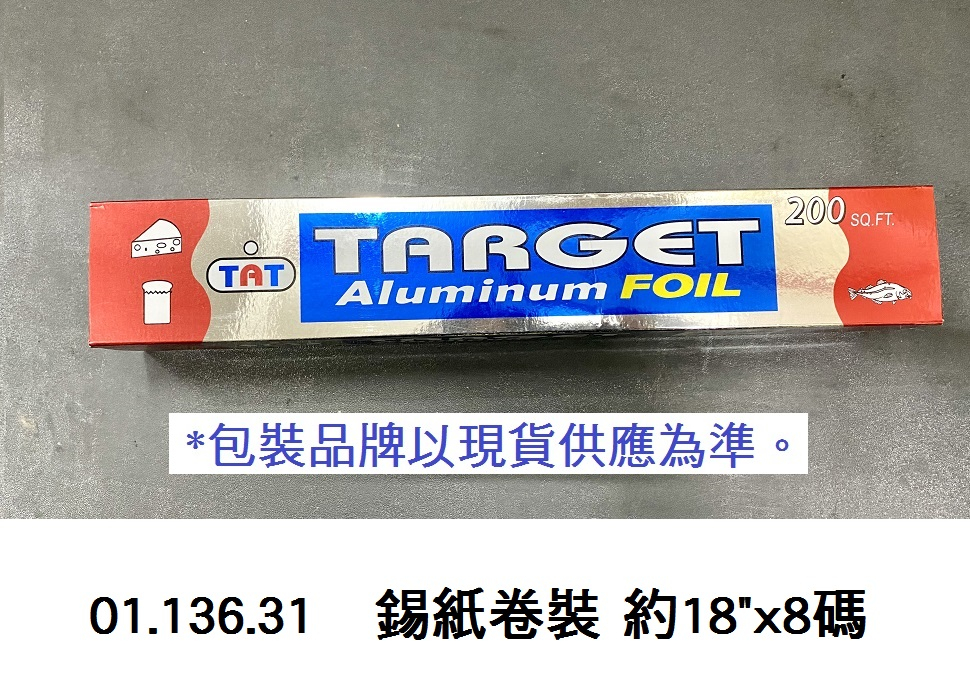 200 SQ.FT.
TARGET
TAT
Aluminum FOIL
*包裝品牌以現貨供應為準。
01.136.31 錫紙卷裝 約18"x8碼